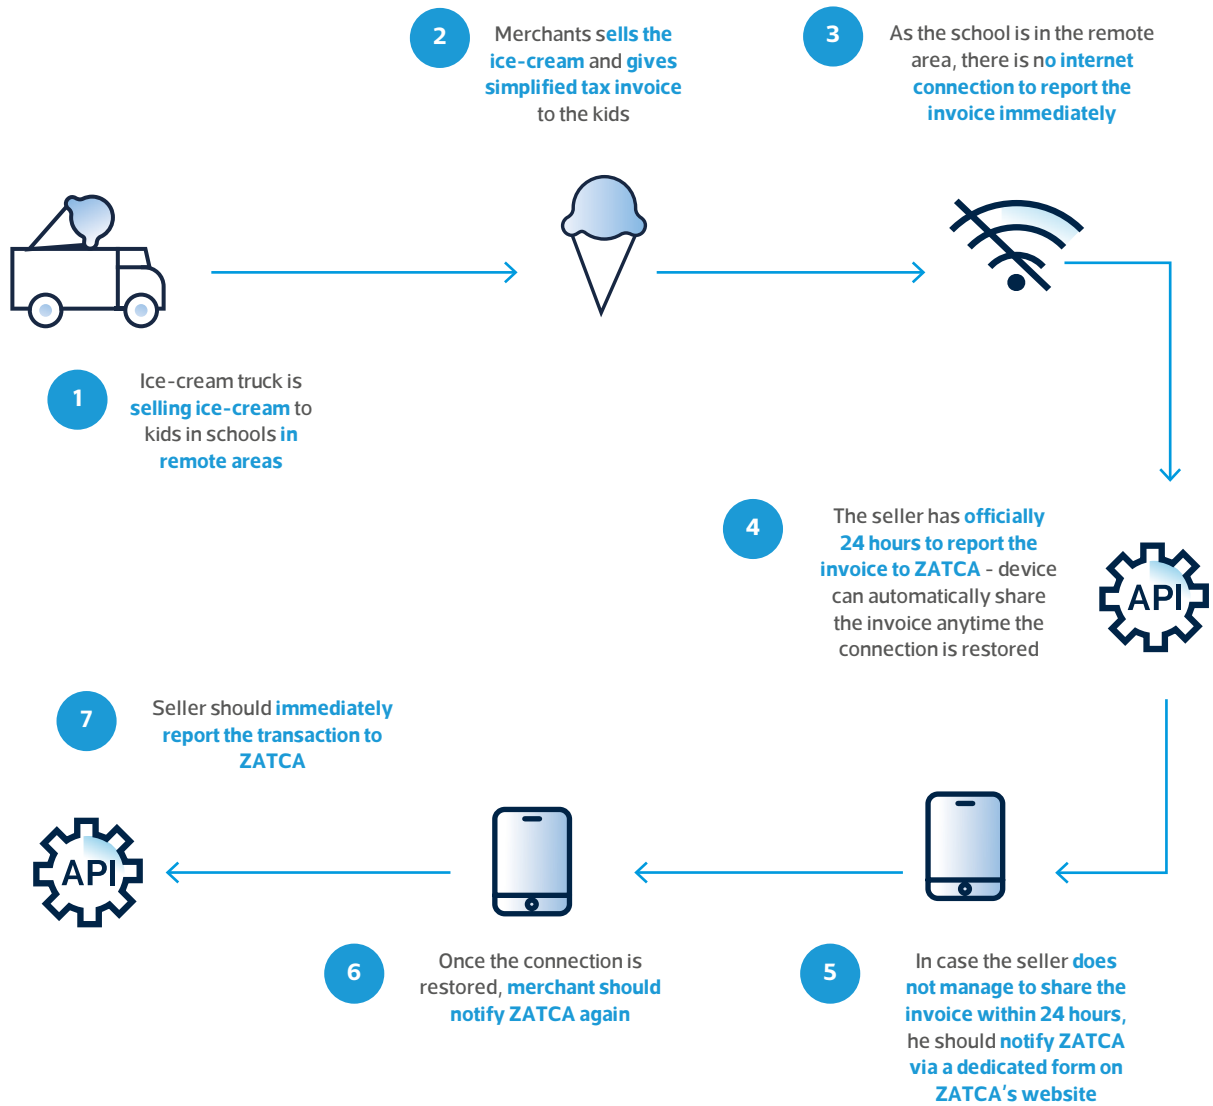 1
Ice-cream truck is
selling ice-cream to
kids in schools in
remote areas
2
Merchants sells the
ice-cream and gives
simplified tax invoice
to the kids
3
As the school is in the remote
area, there is no internet
connection to report the
invoice immediately
4
The seller has officially
24 hours to report the
invoice to ZATCA - device
can automatically share
the invoice anytime the
connection is restored
API
5
In case the seller does
not manage to share the
invoice within 24 hours,
he should notify ZATCA
via a dedicated form on
ZATCA's website
6
Once the connection is
restored, merchant should
notify ZATCA again
7
Seller should immediately
report the transaction to
ZATCA
API